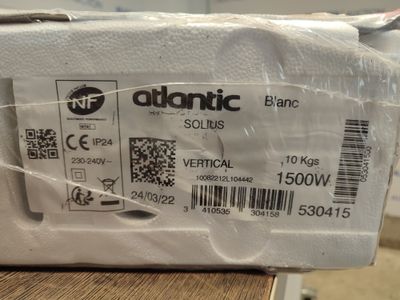 NF
atlantic
Blanc
SOLIUS
CE IP24
230-240V~
VERTICAL
10 Kgs
10082212L104442
1500W
24/03/22
3 410535 304158
530415